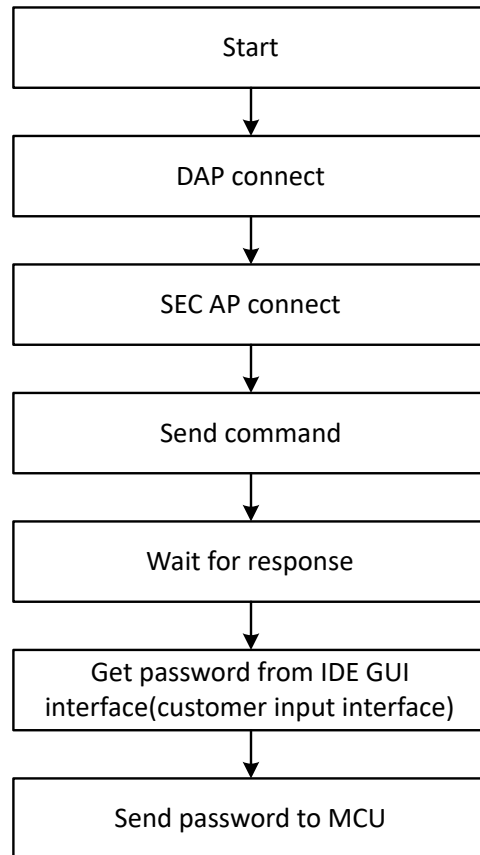 Start
DAP connect
SEC AP connect
Send command
Wait for response
Get password from IDE GUI
interface(customer input interface)
Send password to MCU